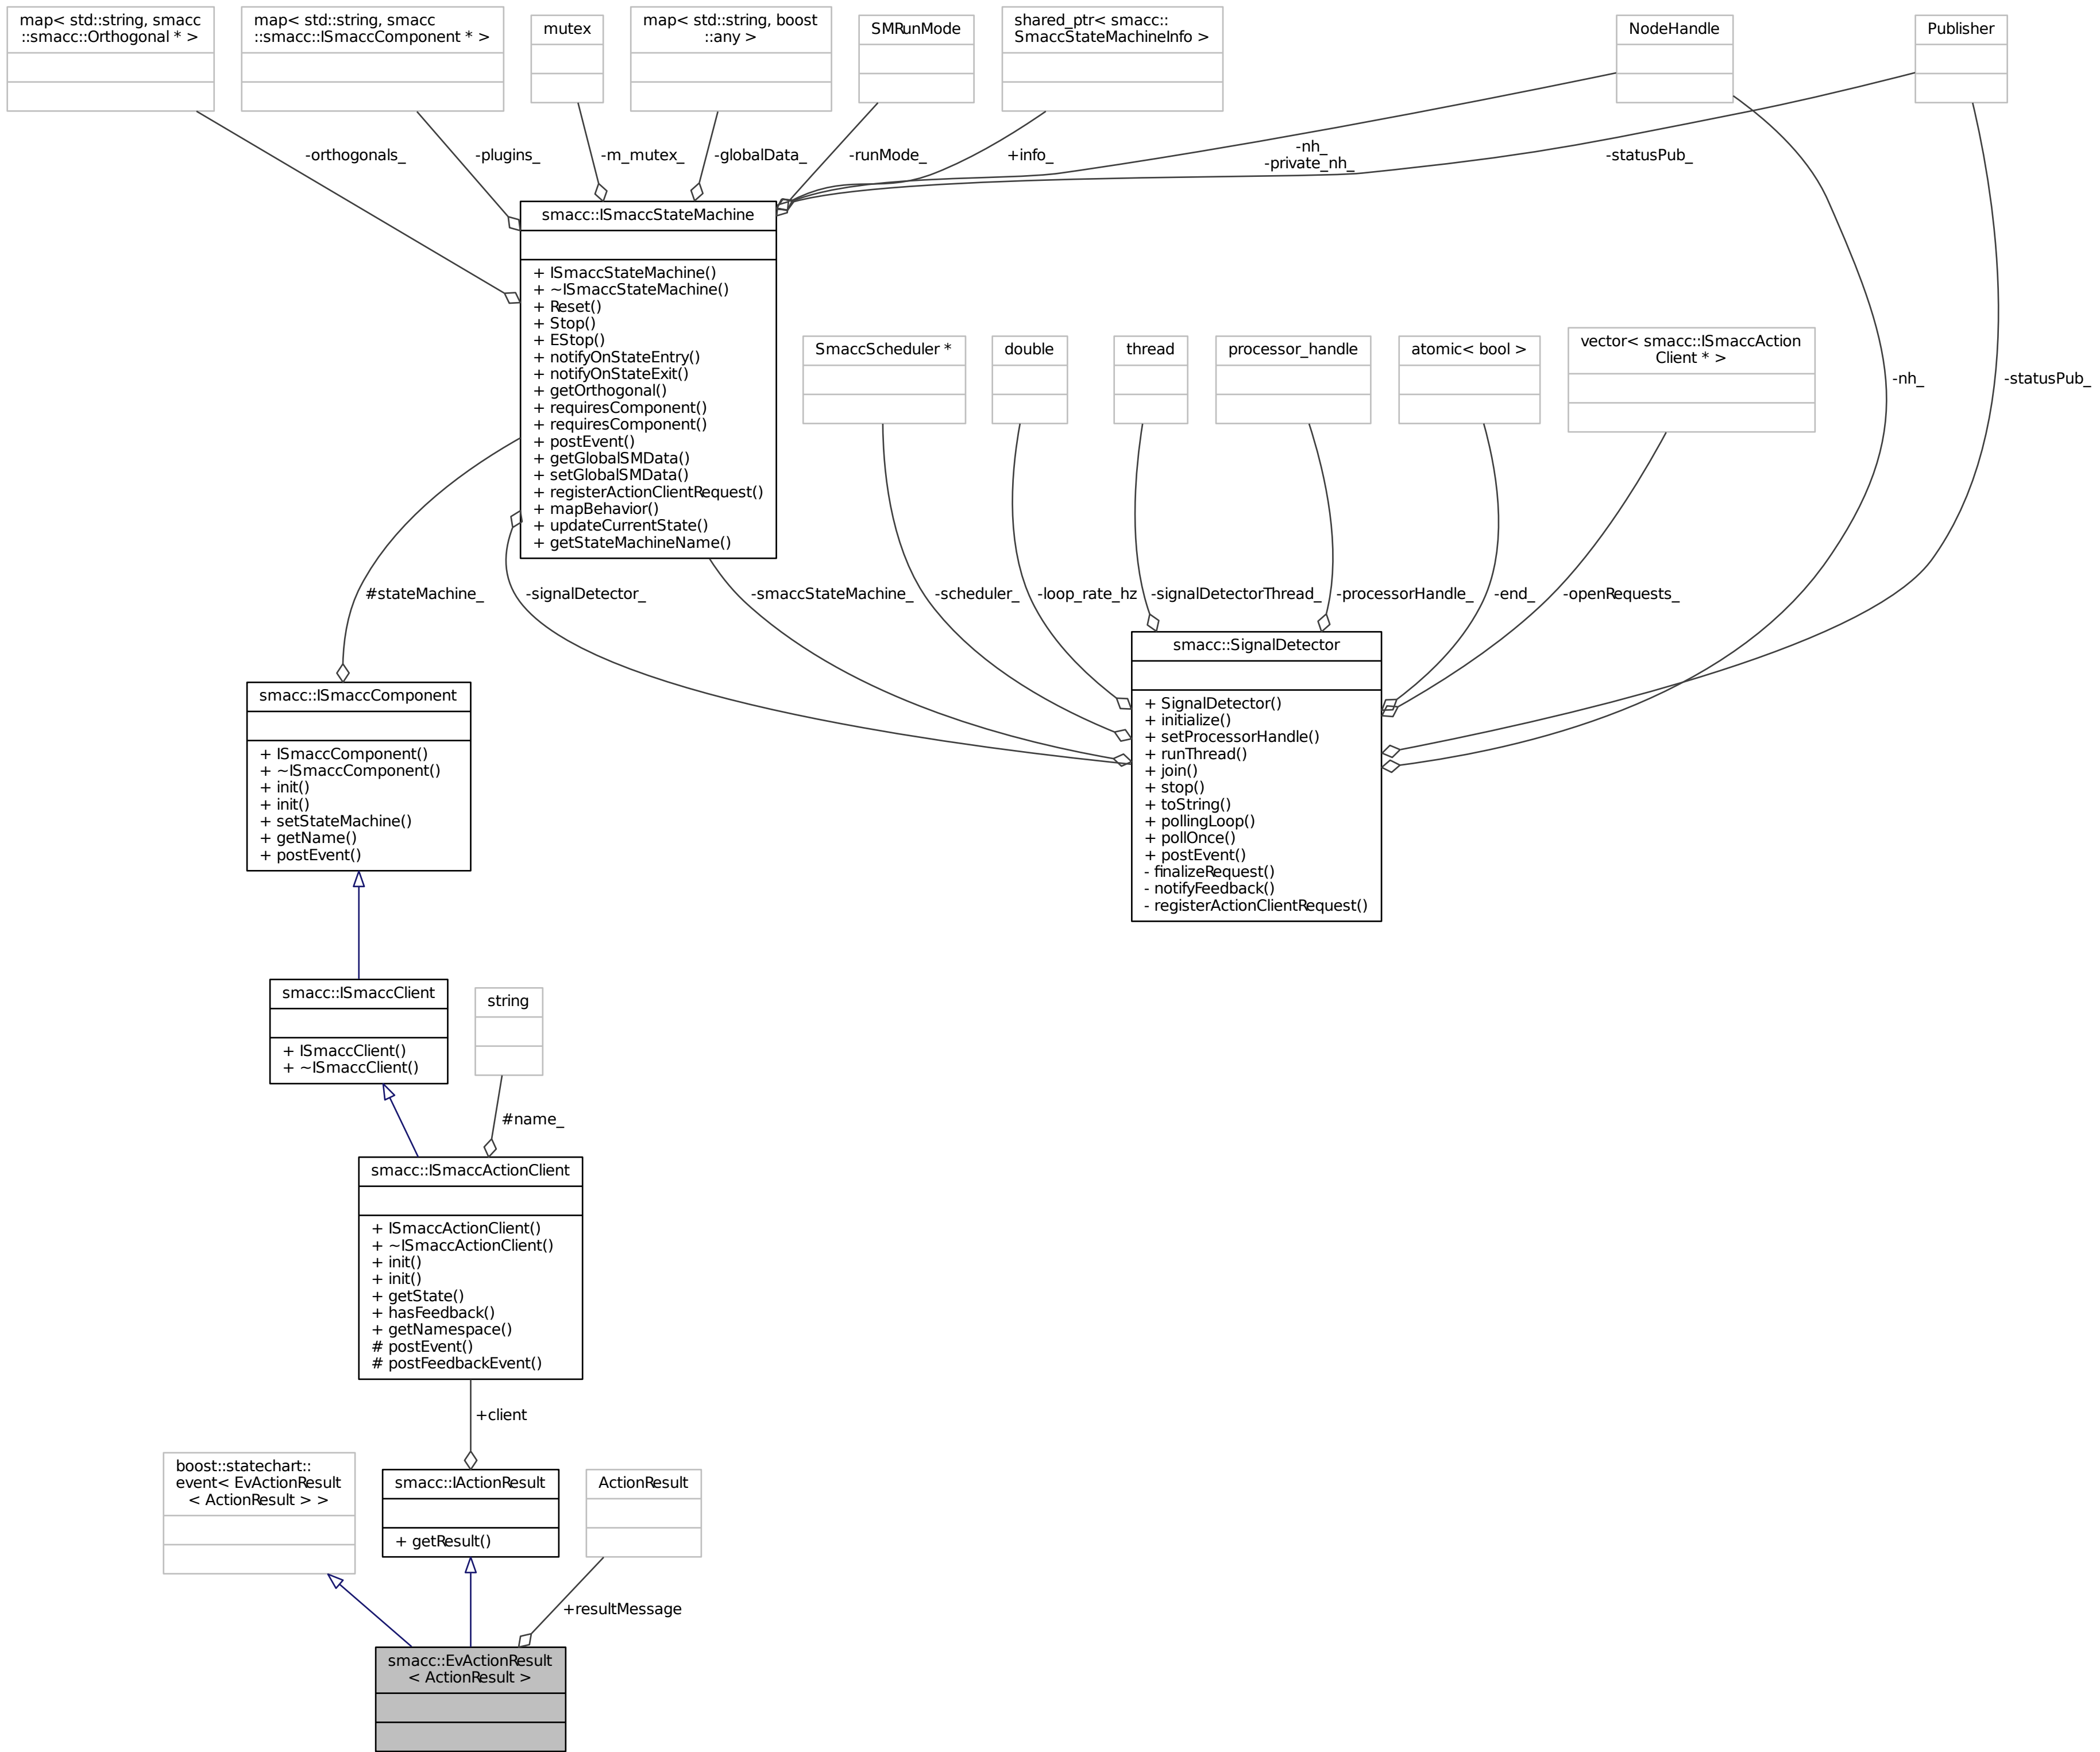 map< std::string, smacc
::smacc::Orthogonal * >
map< std::string, smacc
::smacc::ISmaccComponent * >
mutex
map< std::string, boost
::any >
SMRunMode
shared_ptr< smacc::
SmaccStateMachineInfo >
NodeHandle
Publisher
-orthogonals_
-plugins_
-m_mutex_
-globalData_
-runMode_
+info_
-nh_
-private_nh_
-statusPub_
smacc::ISmaccStateMachine
+ ISmaccStateMachine()
+ ~ISmaccStateMachine()
+ Reset()
+ Stop()
+ EStop()
+ notifyOnStateEntry()
+ notifyOnStateExit()
+ getOrthogonal()
+ requiresComponent()
+ requiresComponent()
+ postEvent()
+ getGlobalSMData()
+ setGlobalSMData()
+ registerActionClientRequest()
+ mapBehavior()
+ updateCurrentState()
+ getStateMachineName()
SmaccScheduler *
double
thread
processor_handle
atomic< bool >
vector< smacc::ISmaccAction
Client * >
-nh_
-statusPub_
#stateMachine_
-signalDetector_
-smaccStateMachine_
-scheduler_
-loop_rate_hz
-signalDetectorThread_
-processorHandle_
-end_
-openRequests_
smacc::SignalDetector
+ SignalDetector()
+ initialize()
+ setProcessorHandle()
+ runThread()
+ join()
+ stop()
+ toString()
+ pollingLoop()
+ pollOnce()
+ postEvent()
- finalizeRequest()
- notifyFeedback()
- registerActionClientRequest()
smacc::ISmaccComponent
+ ISmaccComponent()
+ ~ISmaccComponent()
+ init()
+ init()
+ setStateMachine()
+ getName()
+ postEvent()
smacc::ISmaccClient
+ ISmaccClient()
+ ~ISmaccClient()
string
#name_
smacc::ISmaccActionClient
+ ISmaccActionClient()
+ ~ISmaccActionClient()
+ init()
+ init()
+ getState()
+ hasFeedback()
+ getNamespace()
# postEvent()
# postFeedbackEvent()
+client
boost::statechart::
event< EvActionResult
< ActionResult > >
smacc::IActionResult
+ getResult()
ActionResult
+resultMessage
smacc::EvActionResult
< ActionResult >